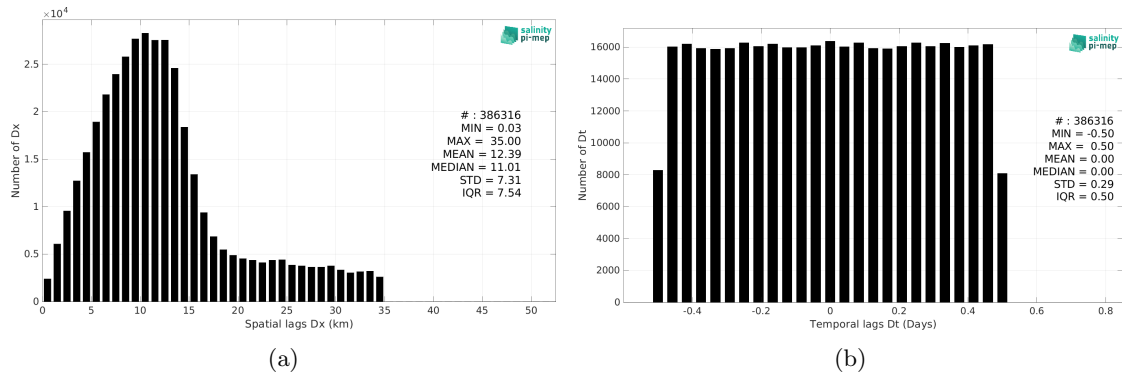 ×10⁴
2.5
2
1.5
1
0.5
0
Number of Dx
salinity
pi-mep
# : 386316
MIN = 0.03
MAX = 35.00
MEAN = 12.39
MEDIAN = 11.01
STD = 7.31
IQR = 7.54
0 5 10 15 20 25 30 35 40 45 50
Spatial lags Dx (km)
(a)
16000
14000
12000
10000
8000
6000
4000
2000
0
Number of Dt
salinity
pi-mep
# : 386316
MIN = -0.50
MAX = 0.50
MEAN = 0.00
MEDIAN = 0.00
STD = 0.29
IQR = 0.50
-0.4 -0.2 0 0.2 0.4 0.6 0.8
Temporal lags Dt (Days)
(b)